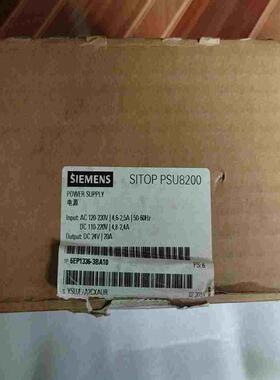 SIEMENS
SITOP PSU8200
POWER SUPPLY
电源
Input: AC 120-230V | 4,6-2,5A | 50-60Hz
DC 110-220V | 4,8-2,4A
Output: DC 24V | 20A
1P 6EP1336-3BA10